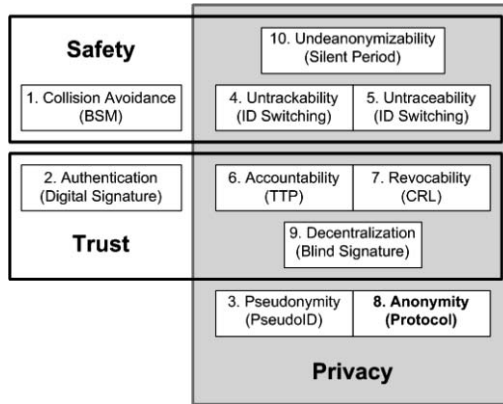 Safety
10. Undeanonymizability
(Silent Period)
1. Collision Avoidance
(BSM)
4. Untrackability
(ID Switching)
5. Untraceability
(ID Switching)
2. Authentication
(Digital Signature)
6. Accountability
(TTP)
7. Revocability
(CRL)
Trust
9. Decentralization
(Blind Signature)
3. Pseudonymity
(PseudoID)
8. Anonymity
(Protocol)
Privacy